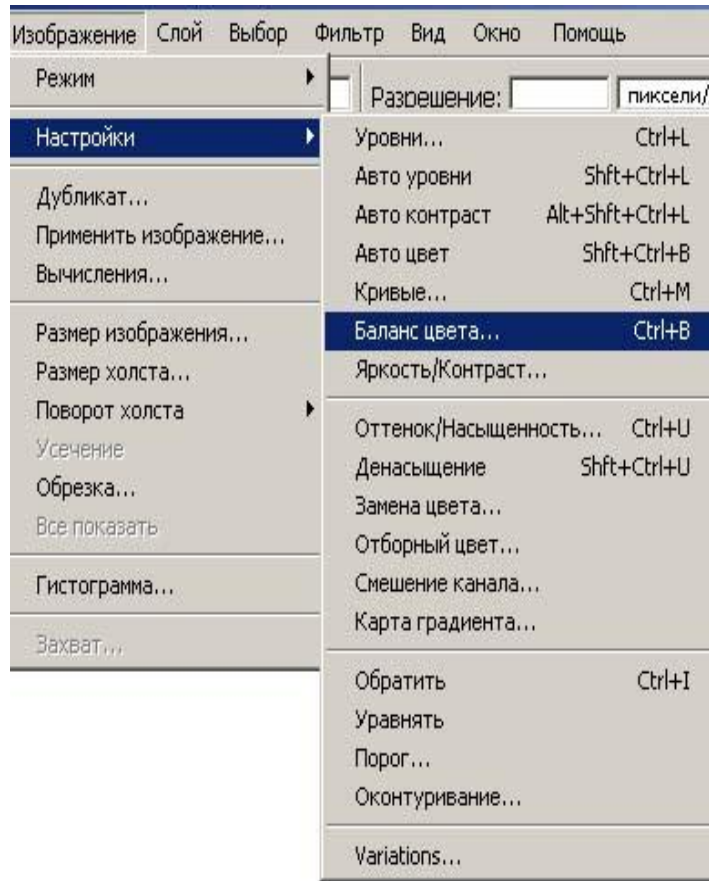 Изображение Слой Выбор Фильтр Вид Окно Помощь
Режим
Разрешение: пиксели/
Настройки
Дубликат...
Применить изображение...
Вычисления...
Размер изображения...
Размер холста...
Поворот холста
Усечение
Обрезка...
Все показать
Гистограмма...
Захват...
Уровни... Ctrl+L
Авто уровни Shft+Ctrl+L
Авто контраст Alt+Shft+Ctrl+L
Авто цвет Shft+Ctrl+B
Кривые... Ctrl+M
Баланс цвета... Ctrl+B
Яркость/Контраст...
Оттенок/Насыщенность... Ctrl+U
Денасыщение Shft+Ctrl+U
Замена цвета...
Отборный цвет...
Смешение канала...
Карта градиента...
Обратить Ctrl+I
Уравнять
Порог...
Оконтуривание...
Variations...